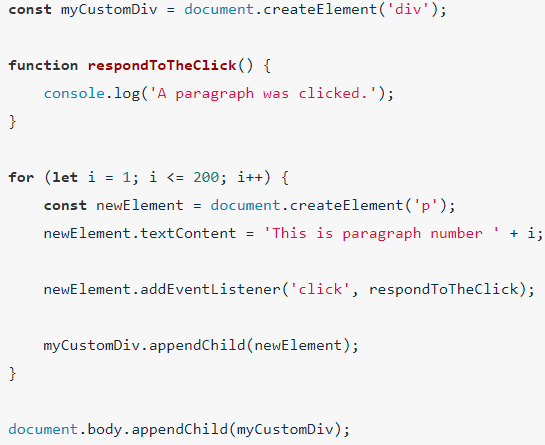 const myCustomDiv = document.createElement('div');
function respondToTheClick() {
    console.log('A paragraph was clicked.');
}
for (let i = 1; i <= 200; i++) {
    const newElement = document.createElement('p');
    newElement.textContent = 'This is paragraph number ' + i;
    newElement.addEventListener('click', respondToTheClick);
    myCustomDiv.appendChild(newElement);
}
document.body.appendChild(myCustomDiv);